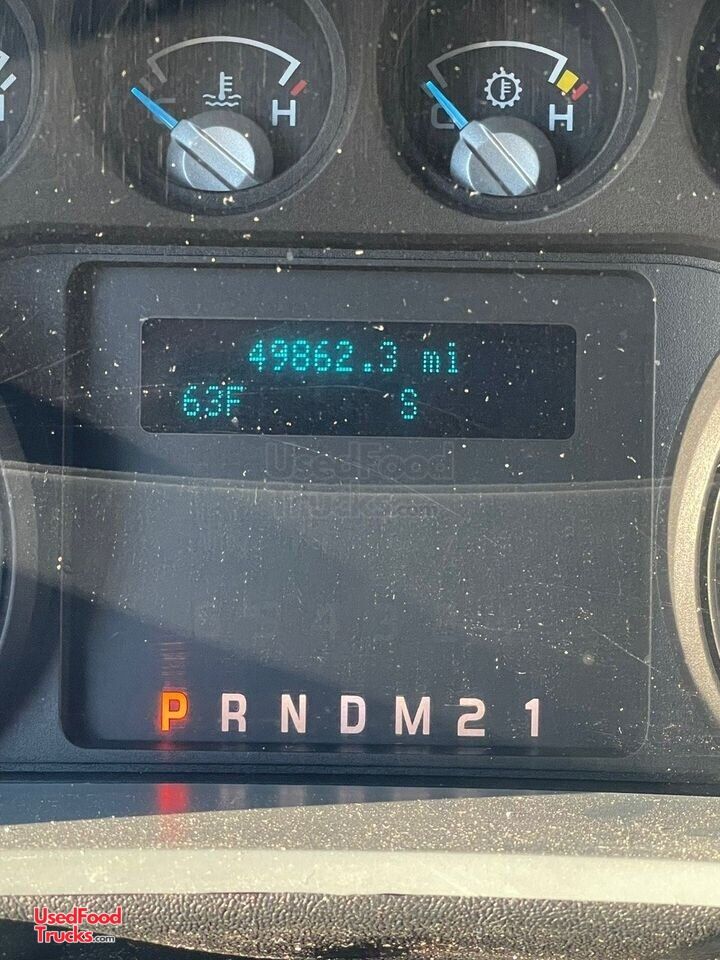 H
C
H
49862.3 mi
63F S
UsedFood
Trucks.com
P R N D M 2 1
UsedFood
Trucks.com